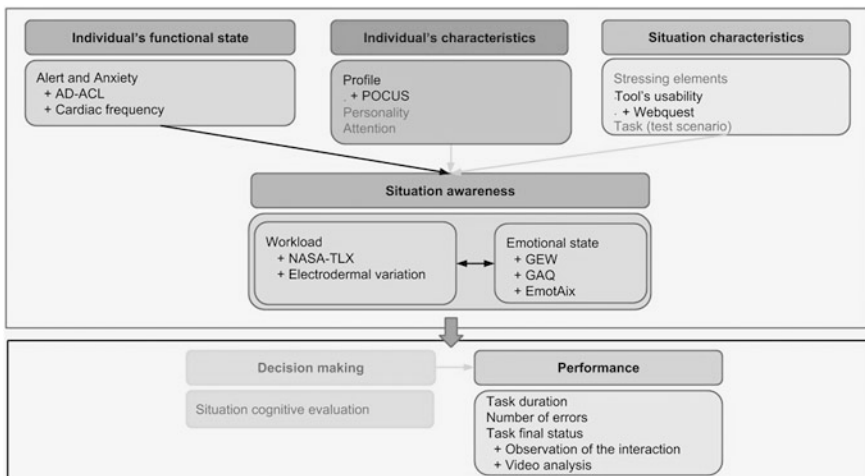 Individual's functional state
Alert and Anxiety
+ AD-ACL
+ Cardiac frequency
Individual's characteristics
Profile
. + POCUS
Personality
Attention
Situation characteristics
Stressing elements
Tool's usability
. + Webquest
Task (test scenario)
Situation awareness
Workload
+ NASA-TLX
+ Electrodermal variation
Emotional state
+ GEW
+ GAQ
+ EmotAix
Decision making
Situation cognitive evaluation
Performance
Task duration
Number of errors
Task final status
+ Observation of the interaction
+ Video analysis